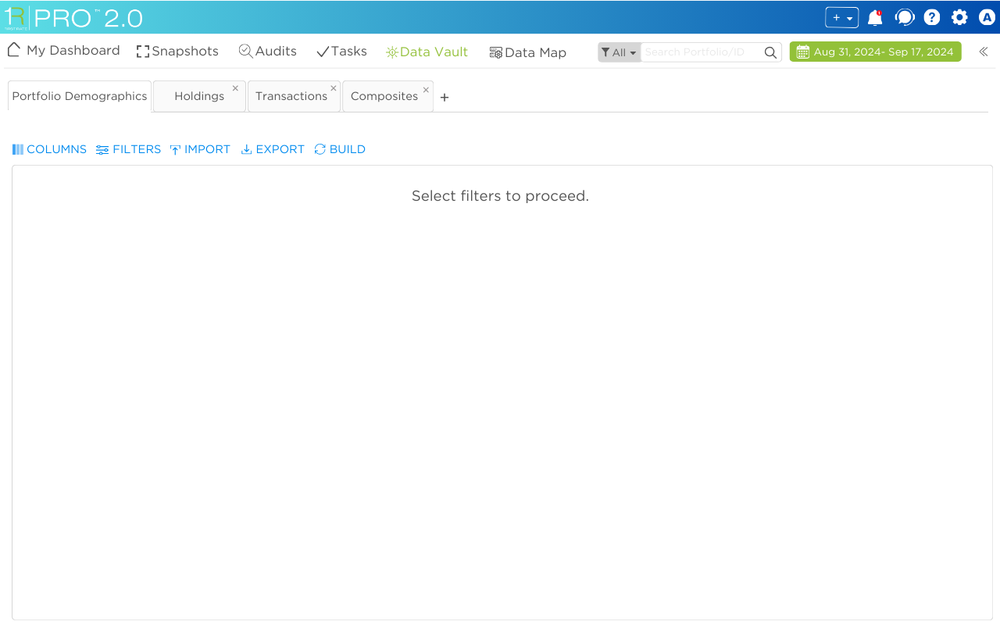 1R PRO™ 2.0
+ 1 ? A
My Dashboard Snapshots Audits Tasks Data Vault Data Map All Search Portfolio/ID Aug 31, 2024- Sep 17, 2024
Portfolio Demographics Holdings × Transactions × Composites × +
COLUMNS FILTERS IMPORT EXPORT BUILD
Select filters to proceed.